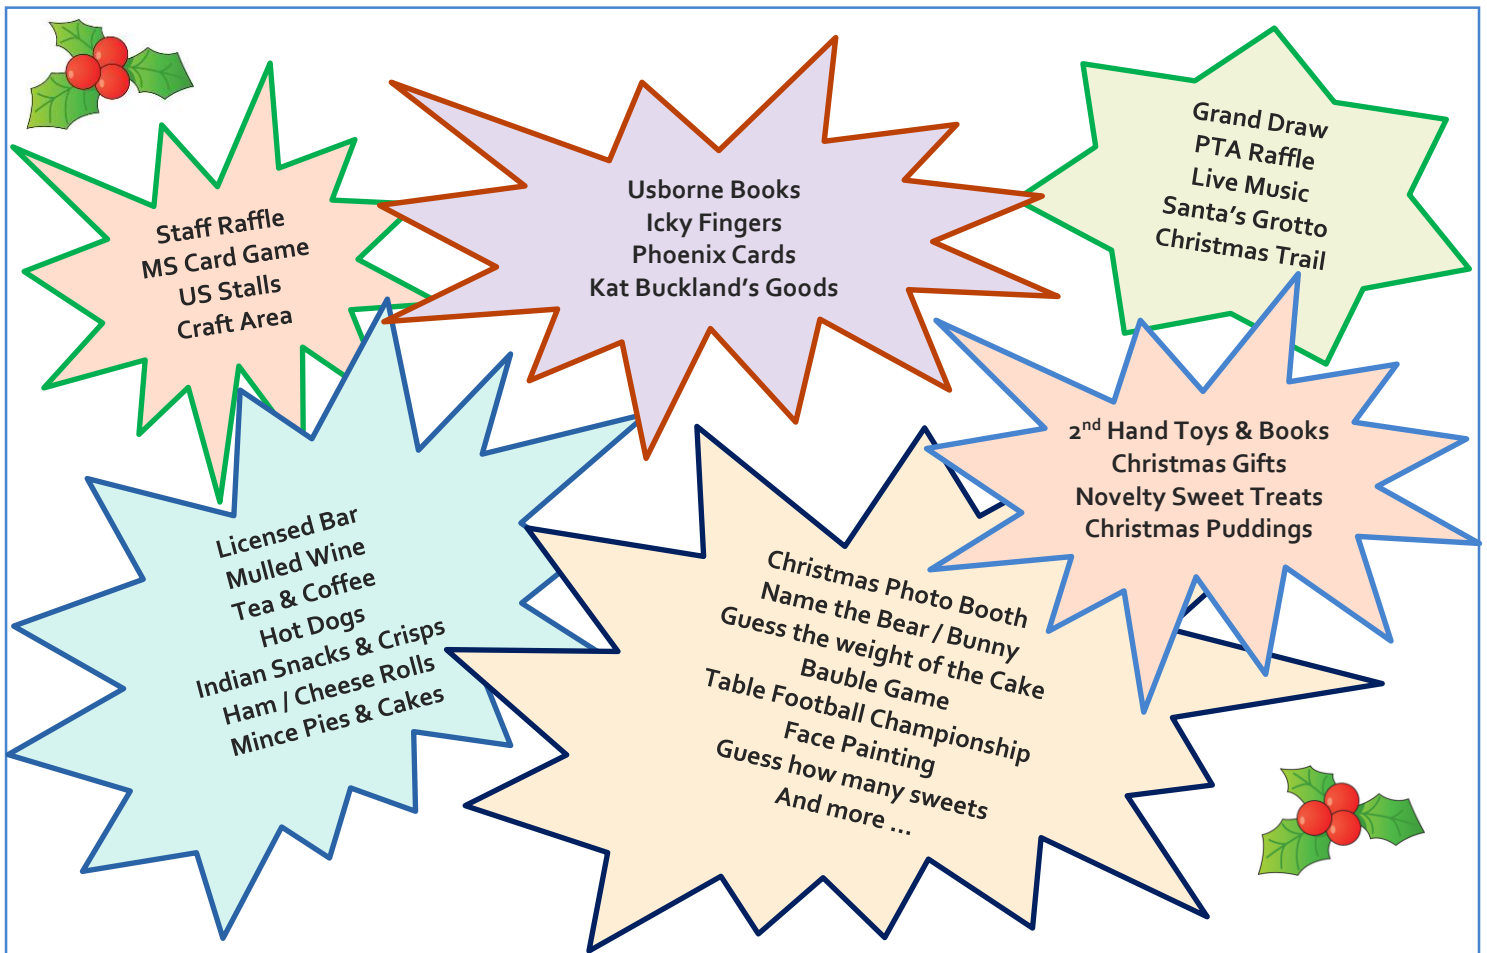 Staff Raffle
MS Card Game
US Stalls
Craft Area
Usborne Books
Icky Fingers
Phoenix Cards
Kat Buckland’s Goods
Grand Draw
PTA Raffle
Live Music
Santa’s Grotto
Christmas Trail
2nd Hand Toys & Books
Christmas Gifts
Novelty Sweet Treats
Christmas Puddings
Licensed Bar
Mulled Wine
Tea & Coffee
Hot Dogs
Indian Snacks & Crisps
Ham / Cheese Rolls
Mince Pies & Cakes
Christmas Photo Booth
Name the Bear / Bunny
Guess the weight of the Cake
Bauble Game
Table Football Championship
Face Painting
Guess how many sweets
And more ...